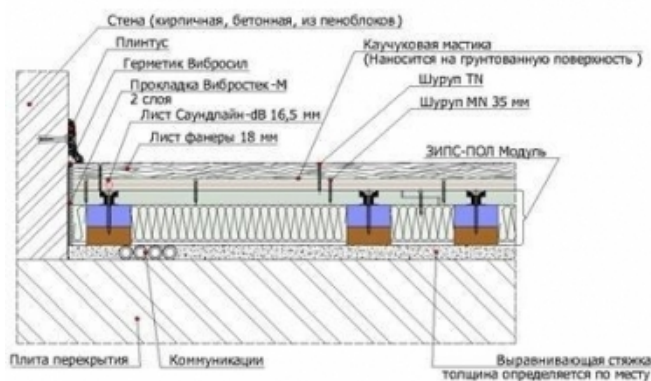 Стена (кирпичная, бетонная, из пеноблоков)
Плинтус
Герметик Вибросил
Прокладка Вибростек-М
2 слоя
Лист Саундлайн-dB 16,5 мм
Лист фанеры 18 мм
Каучуковая мастика
(Наносится на грунтованную поверхность )
Шуруп TN
Шуруп MN 35 мм
ЗИПС-ПОЛ Модуль
Плита перекрытия
Коммуникации
Выравнивающая стяжка
толщина определяется по месту